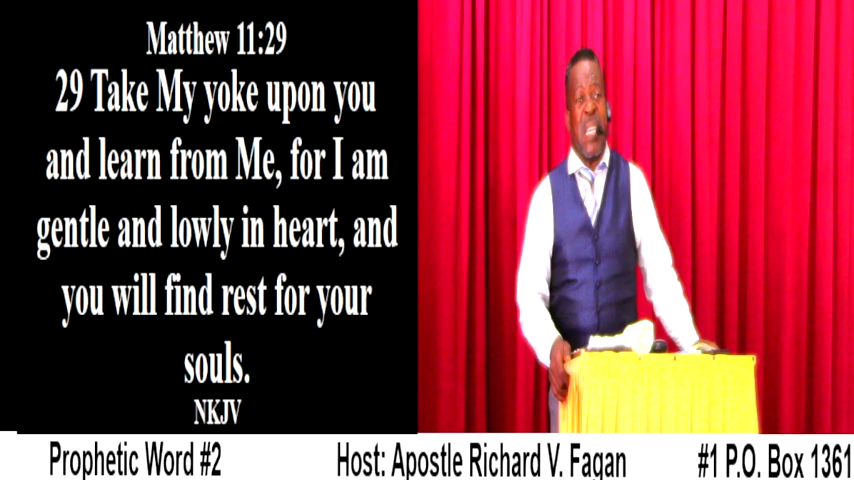 Matthew 11:29
29 Take My yoke upon you
and learn from Me, for I am
gentle and lowly in heart, and
you will find rest for your
souls.
NKJV
Prophetic Word #2 Host: Apostle Richard V. Fagan #1 P.O. Box 1361